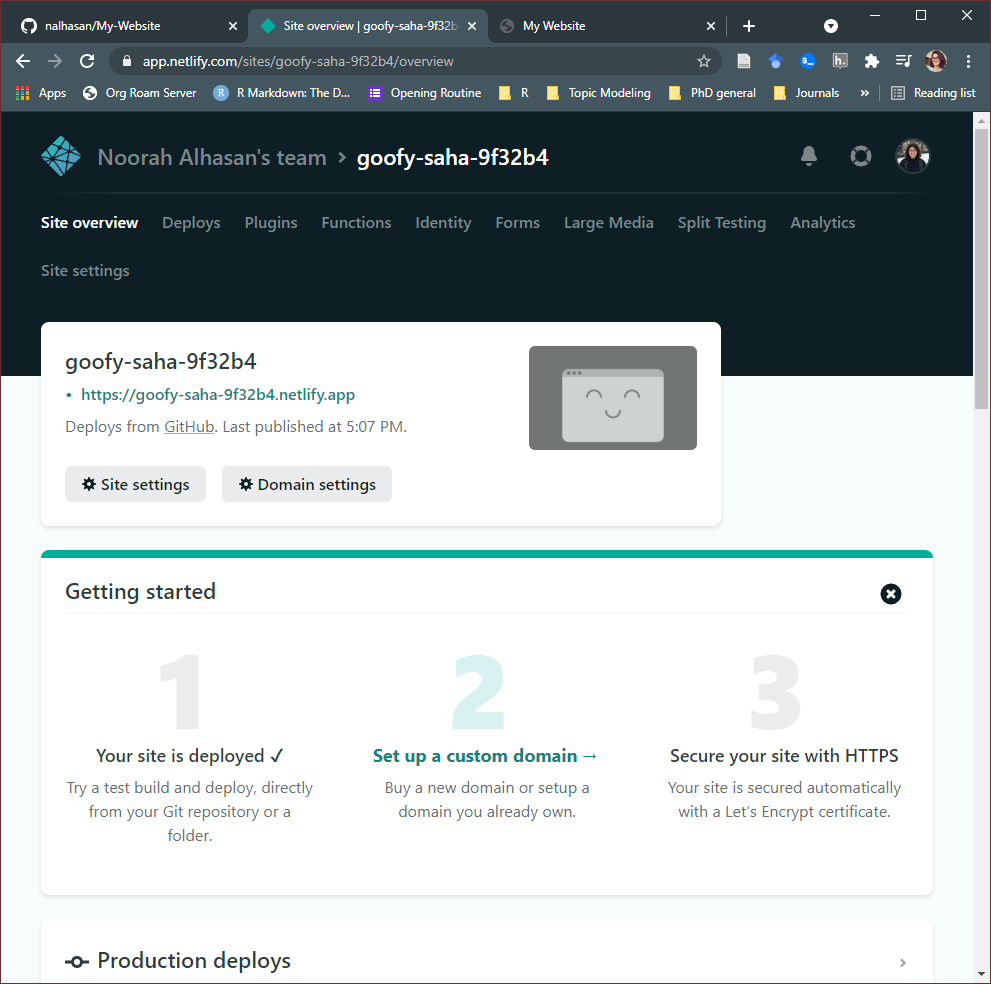 nalhasan/My-Website
Site overview | goofy-saha-9f32b
My Website
app.netlify.com/sites/goofy-saha-9f32b4/overview
Apps Org Roam Server R Markdown: The D... Opening Routine R Topic Modeling PhD general Journals » Reading list
Noorah Alhasan's team > goofy-saha-9f32b4
Site overview Deploys Plugins Functions Identity Forms Large Media Split Testing Analytics
Site settings
goofy-saha-9f32b4
• https://goofy-saha-9f32b4.netlify.app
Deploys from GitHub. Last published at 5:07 PM.
Site settings Domain settings
Getting started
1
Your site is deployed ✓
Try a test build and deploy, directly
from your Git repository or a
folder.
2
Set up a custom domain →
Buy a new domain or setup a
domain you already own.
3
Secure your site with HTTPS
Your site is secured automatically
with a Let’s Encrypt certificate.
Production deploys